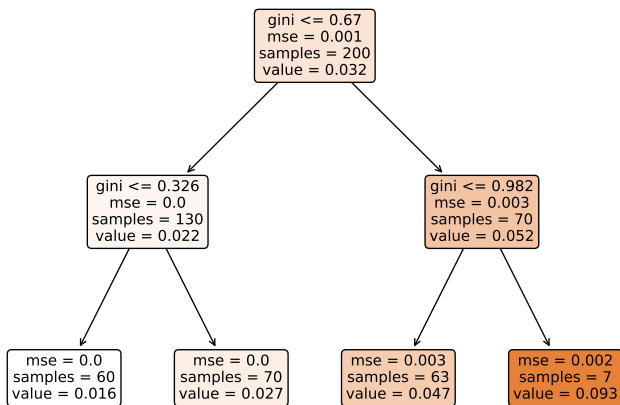 gini <= 0.67
mse = 0.001
samples = 200
value = 0.032
gini <= 0.326
mse = 0.0
samples = 130
value = 0.022
gini <= 0.982
mse = 0.003
samples = 70
value = 0.052
mse = 0.0
samples = 60
value = 0.016
mse = 0.0
samples = 70
value = 0.027
mse = 0.003
samples = 63
value = 0.047
mse = 0.002
samples = 7
value = 0.093